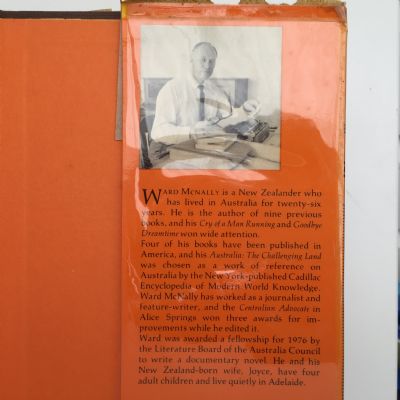 WARD MCNALLY is a New Zealander who
has lived in Australia for twenty-six
years. He is the author of nine previous
books, and his Cry of a Man Running and Goodbye
Dreamtime won wide attention.
Four of his books have been published in
America, and his Australia: The Challenging Land
was chosen as a work of reference on
Australia by the New York-published Cadillac
Encyclopedia of Modern World Knowledge.
Ward McNally has worked as a journalist and
feature-writer, and the Centralian Advocate in
Alice Springs won three awards for im-
provements while he edited it.
Ward was awarded a fellowship for 1976 by
the Literature Board of the Australia Council
to write a documentary novel. He and his
New Zealand-born wife, Joyce, have four
adult children and live quietly in Adelaide.